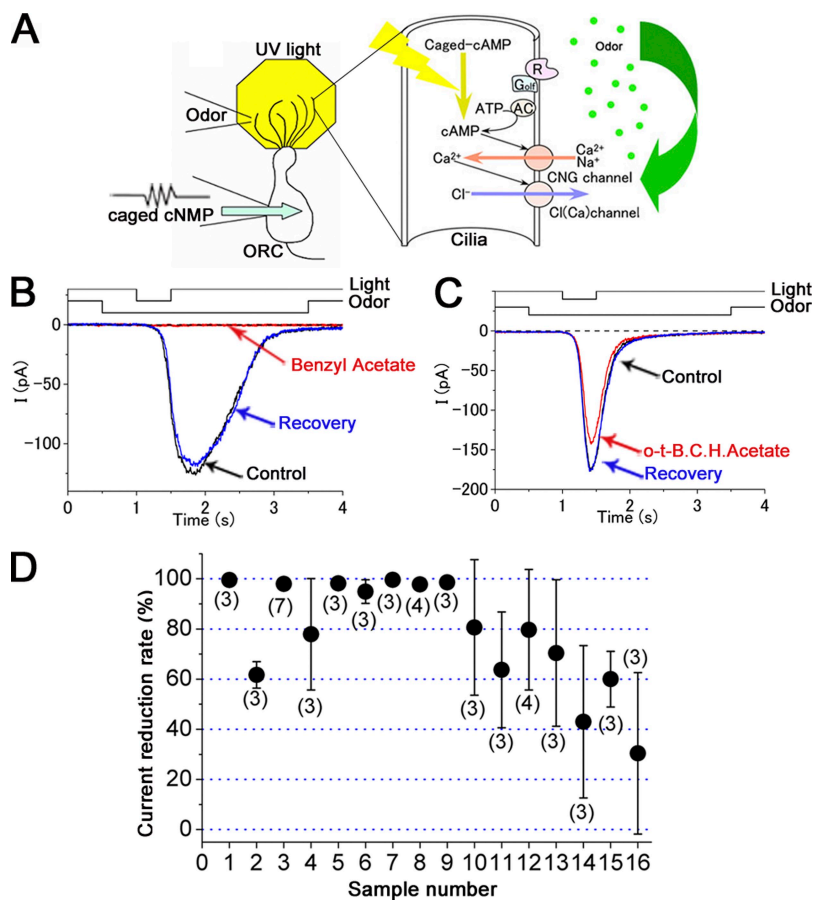 A
UV light
Odor
caged cNMP
ORC
Caged-cAMP
R
Golf
ATP
AC
cAMP
Ca2+
Ca2+
Na+
CNG channel
Cl−
Cl(Ca)channel
Cilia
Odor
B
Light
Odor
0
−50
−100
I (pA)
Benzyl Acetate
Recovery
Control
0 1 2 3 4
Time (s)
C
Light
Odor
0
−50
−100
−150
−200
I (pA)
Control
o-t-B.C.H.Acetate
Recovery
0 1 2 3 4
Time (s)
D
Current reduction rate (%)
100
80
60
40
20
0
(3) (3) (7) (3) (3) (3) (3) (4) (3) (3) (3) (4) (3) (3) (3) (3)
0 1 2 3 4 5 6 7 8 9 10 11 12 13 14 15 16
Sample number